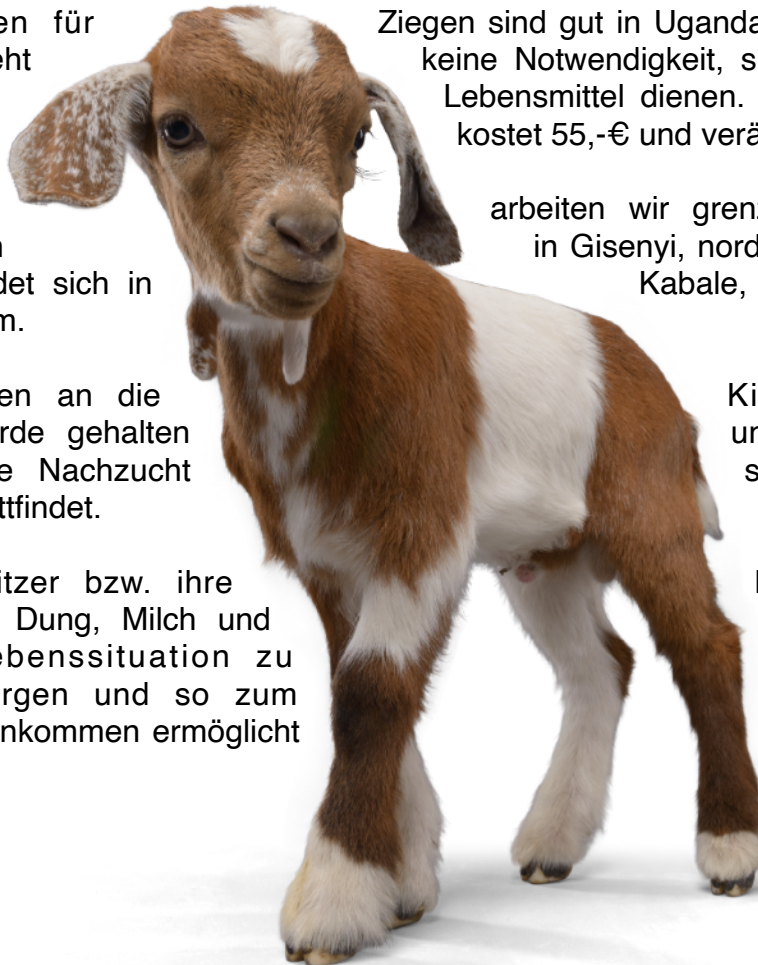 en für
eht
n
det sich in
m.
en an die
rde gehalten
e Nachzucht
ttfindet.
itzer bzw. ihre
Dung, Milch und
ebenssituation zu
rgen und so zum
nkommen ermöglicht
Ziegen sind gut in Uganda
keine Notwendigkeit, s
Lebensmittel dienen.
kostet 55,-€ und verä
arbeiten wir grenz
in Gisenyi, nord
Kabale,
Ki
un
s